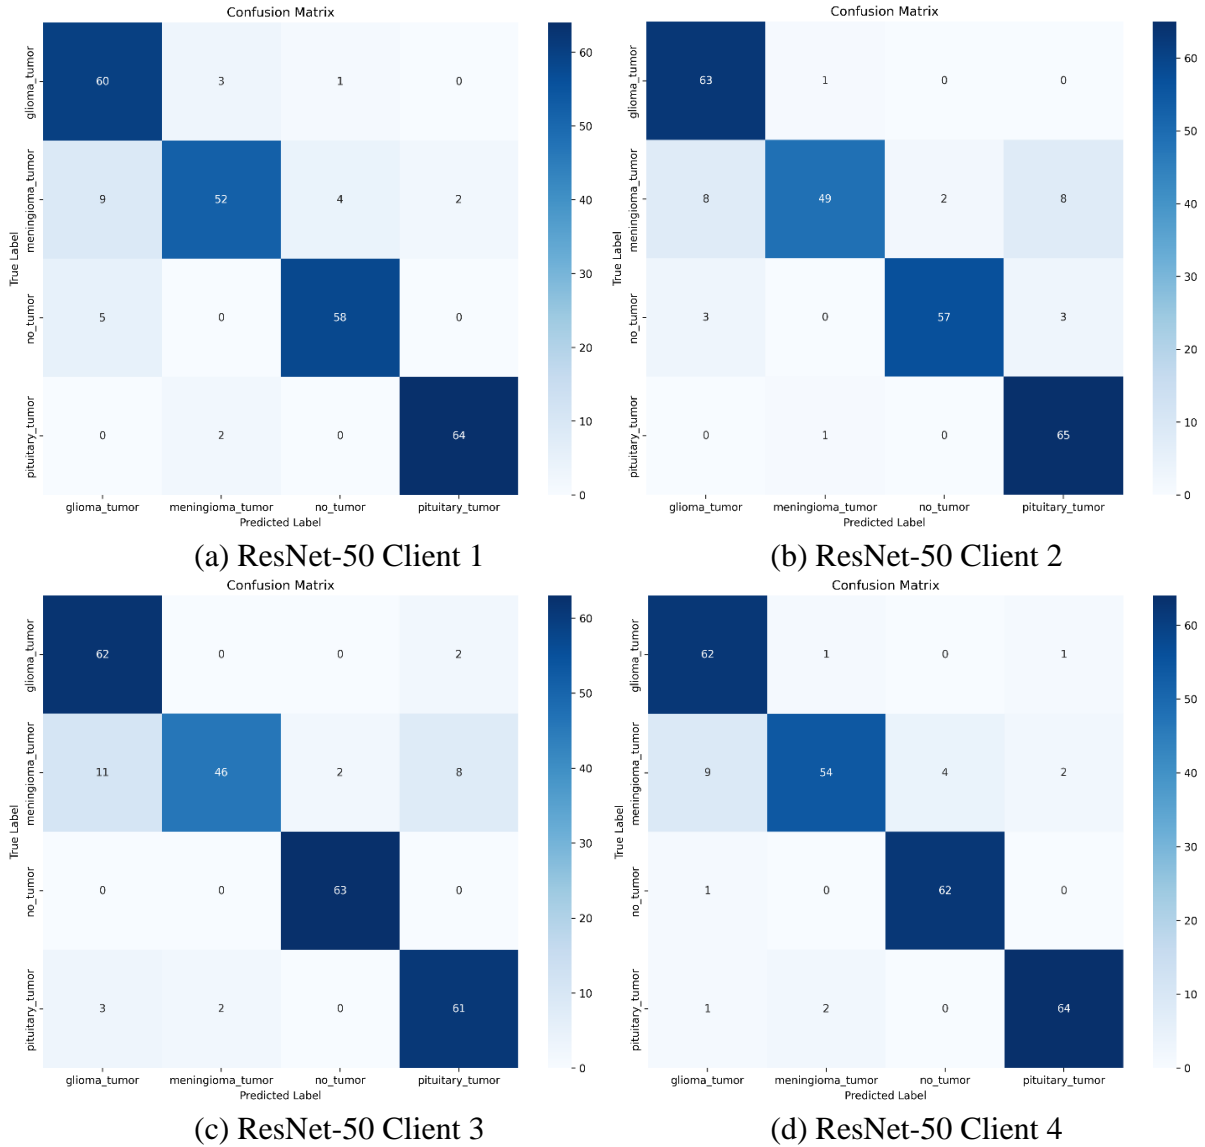 Confusion Matrix
glioma_tumor 60 3 1 0
meningioma_tumor 9 52 4 2
no_tumor 5 0 58 0
pituitary_tumor 0 2 0 64
True Label
glioma_tumor meningioma_tumor no_tumor pituitary_tumor
Predicted Label
60
50
40
30
20
10
0
(a) ResNet-50 Client 1
Confusion Matrix
glioma_tumor 63 1 0 0
meningioma_tumor 8 49 2 8
no_tumor 3 0 57 3
pituitary_tumor 0 1 0 65
True Label
glioma_tumor meningioma_tumor no_tumor pituitary_tumor
Predicted Label
60
50
40
30
20
10
0
(b) ResNet-50 Client 2
Confusion Matrix
glioma_tumor 62 0 0 2
meningioma_tumor 11 46 2 8
no_tumor 0 0 63 0
pituitary_tumor 3 2 0 61
True Label
glioma_tumor meningioma_tumor no_tumor pituitary_tumor
Predicted Label
60
50
40
30
20
10
0
(c) ResNet-50 Client 3
Confusion Matrix
glioma_tumor 62 1 0 1
meningioma_tumor 9 54 4 2
no_tumor 1 0 62 0
pituitary_tumor 1 2 0 64
True Label
glioma_tumor meningioma_tumor no_tumor pituitary_tumor
Predicted Label
60
50
40
30
20
10
0
(d) ResNet-50 Client 4